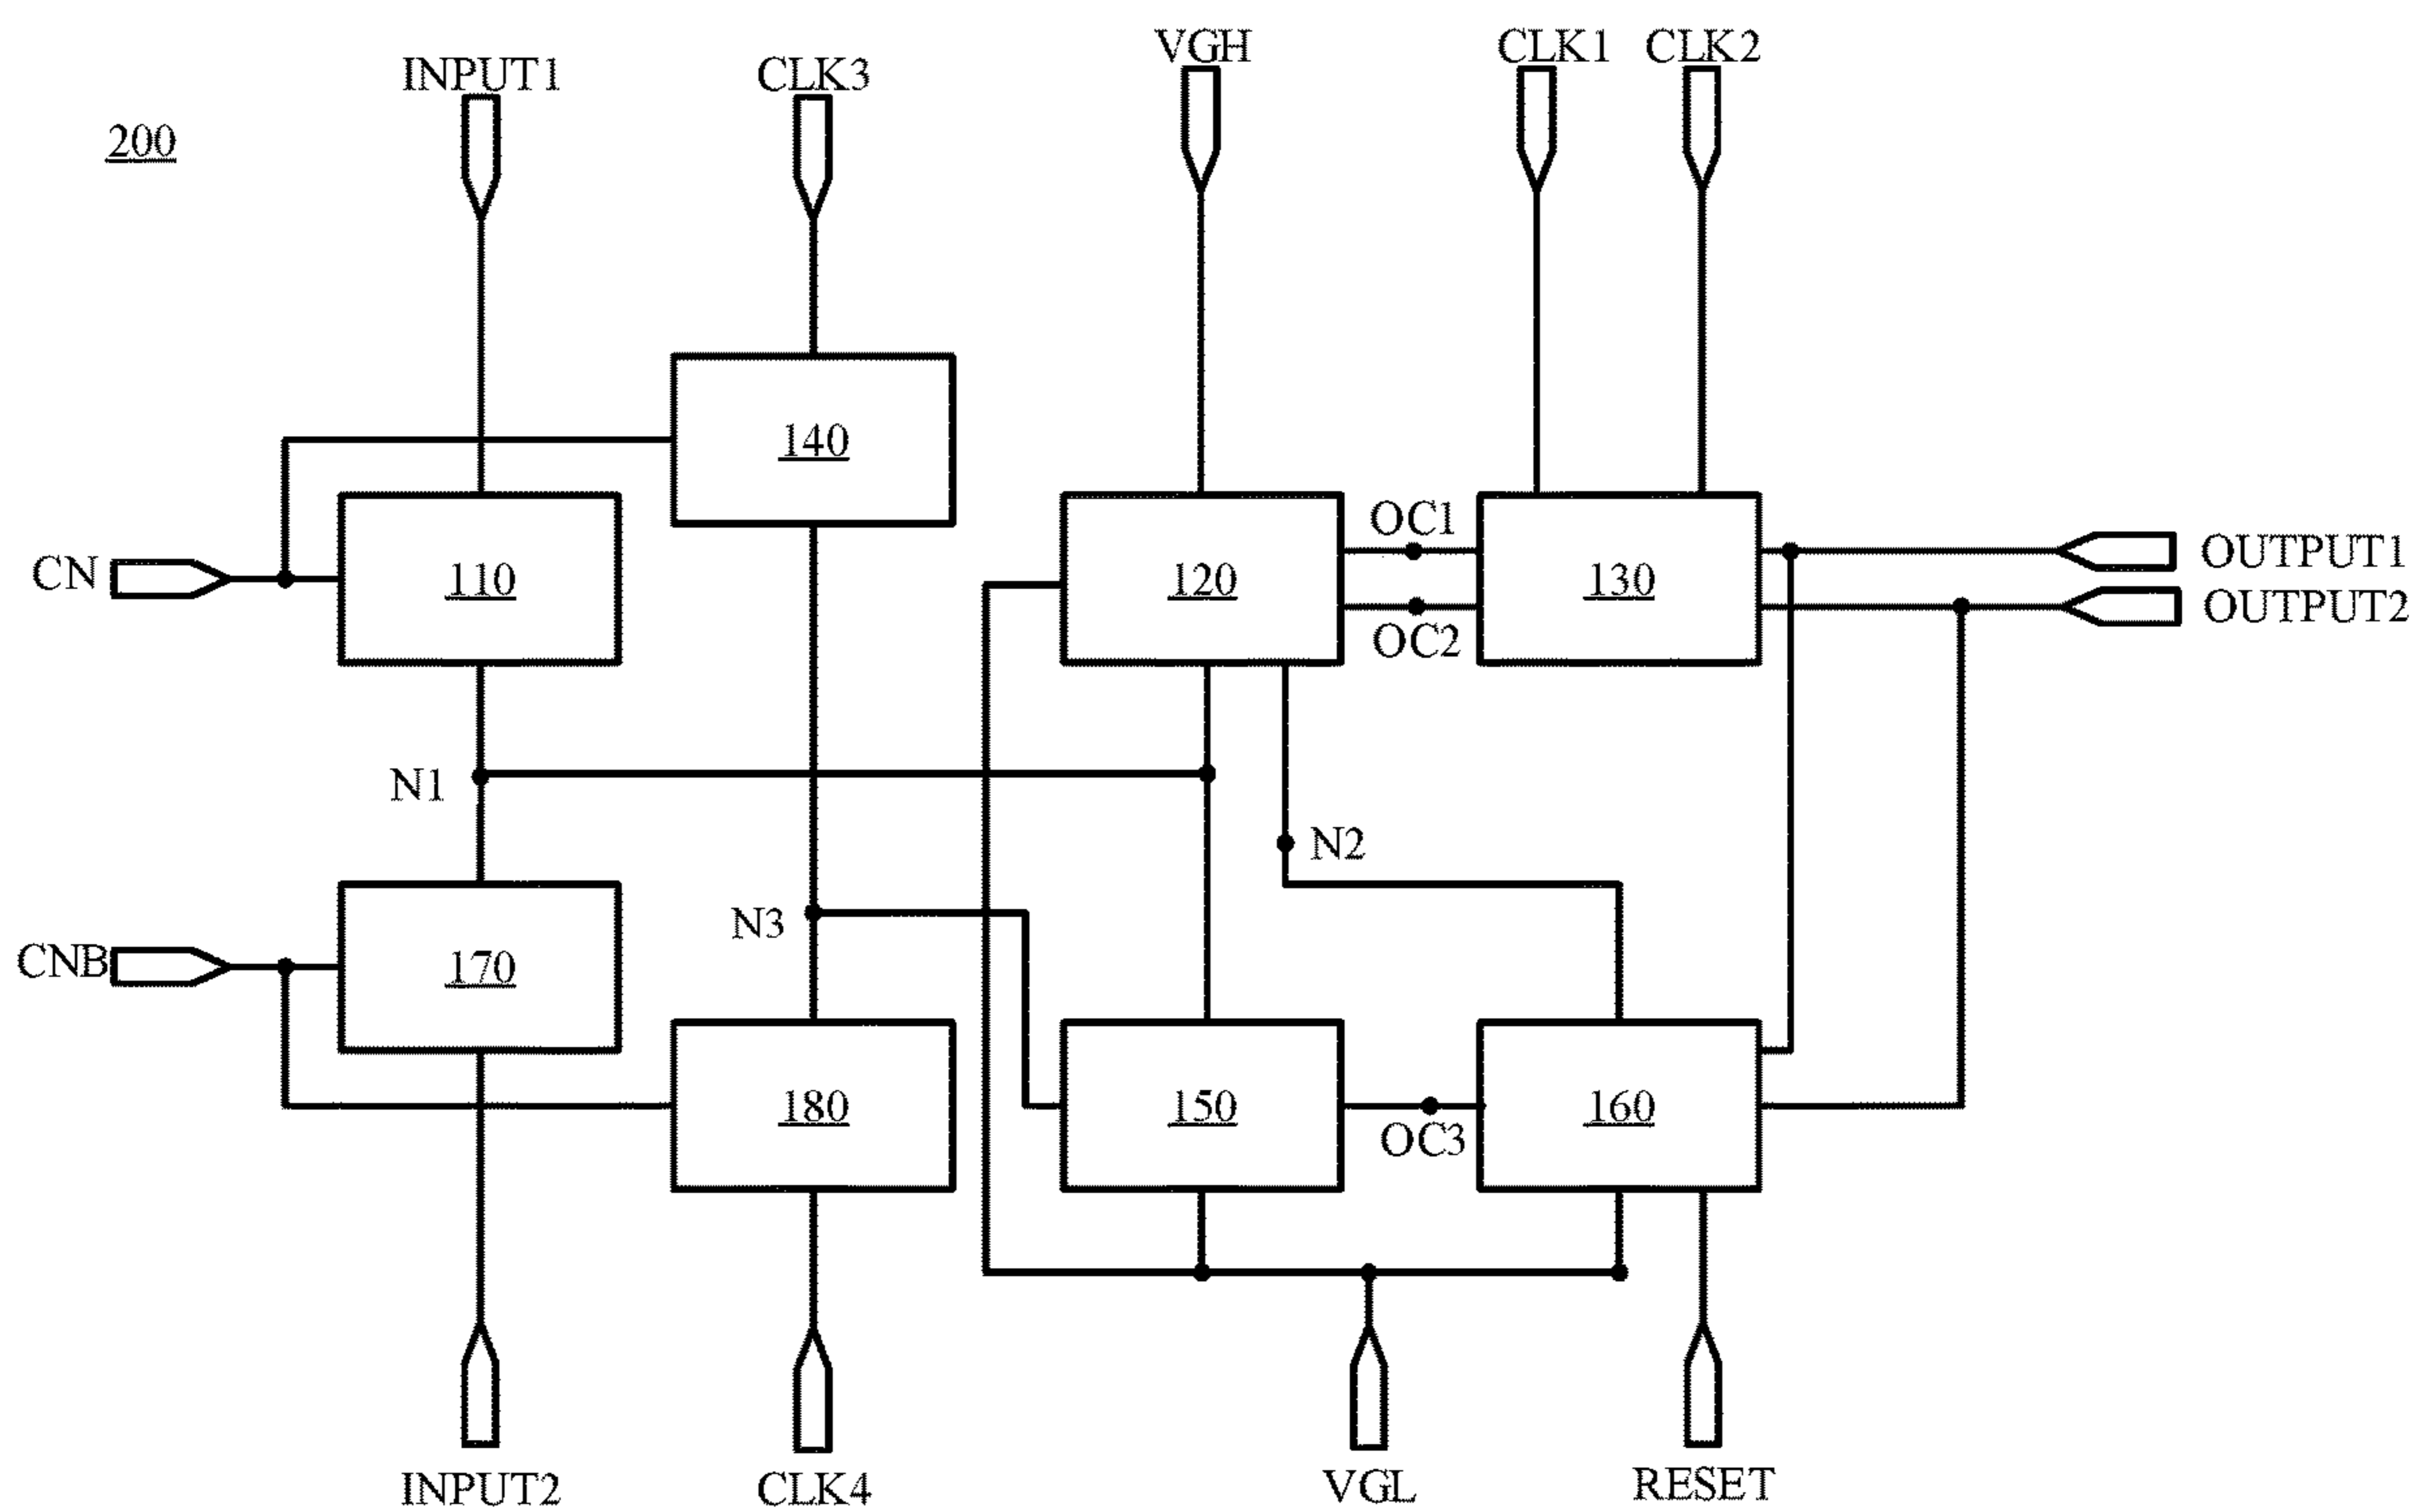 VGH
CLK1
CLK2
INPUT1
CLK3
200
140
OC1
OUTPUT1
CN
110
120
130
OUTPUT2
OC2
N1
N2
N3
CNB
170
180
150
160
OC3
INPUT2
CLK4
VGL
RESET